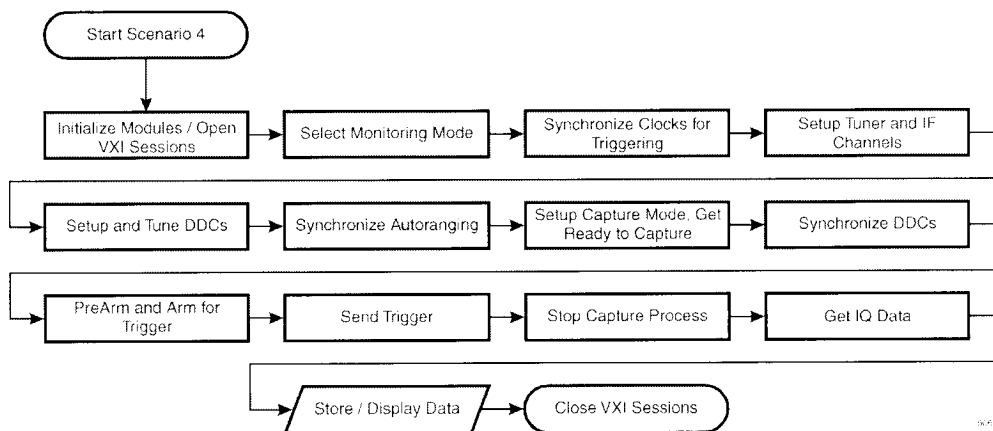 Start Scenario 4
Initialize Modules / Open
VXI Sessions
Select Monitoring Mode
Synchronize Clocks for
Triggering
Setup Tuner and IF
Channels
Setup and Tune DDCs
Synchronize Autoranging
Setup Capture Mode, Get
Ready to Capture
Synchronize DDCs
PreArm and Arm for
Trigger
Send Trigger
Stop Capture Process
Get IQ Data
Store / Display Data
Close VXI Sessions